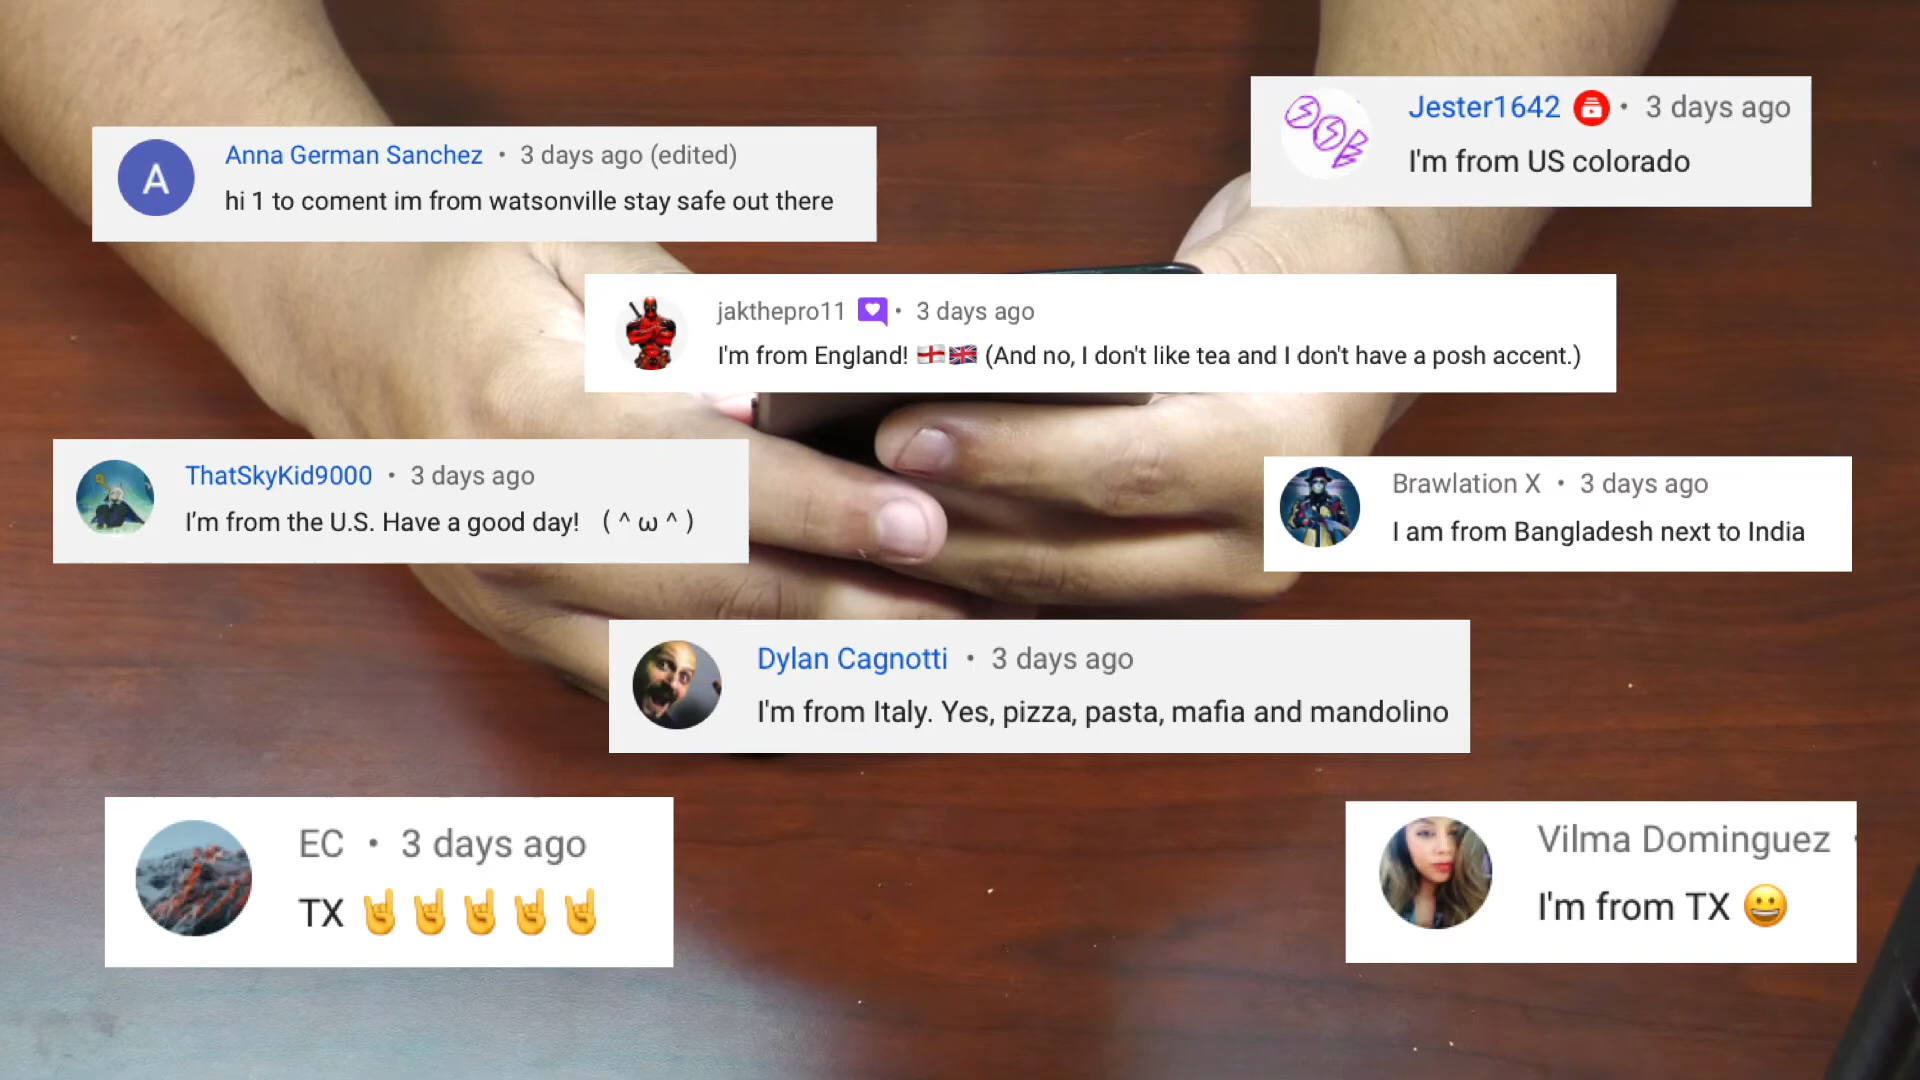 Jester1642 • 3 days ago
I'm from US colorado
A
Anna German Sanchez • 3 days ago (edited)
hi 1 to coment im from watsonville stay safe out there
jakthepro11 • 3 days ago
I'm from England! 🏴󠁧󠁢󠁥󠁮󠁧󠁿🇬🇧 (And no, I don't like tea and I don't have a posh accent.)
ThatSkyKid9000 • 3 days ago
I’m from the U.S. Have a good day! ( ^ ω ^ )
Brawlation X • 3 days ago
I am from Bangladesh next to India
Dylan Cagnotti • 3 days ago
I'm from Italy. Yes, pizza, pasta, mafia and mandolino
EC • 3 days ago
TX 🤘🤘🤘🤘🤘
Vilma Dominguez
I'm from TX 😀